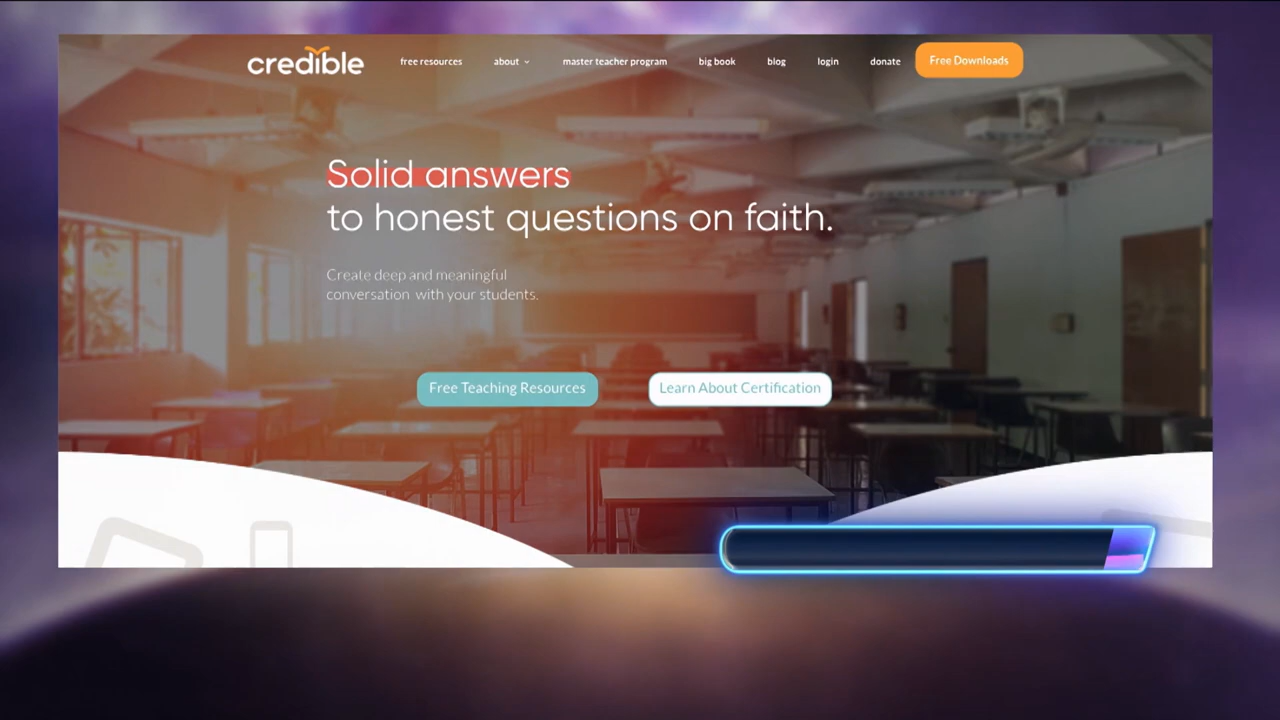 credible
free resources
about
master teacher program
big book
blog
login
donate
Free Downloads
Solid answers
to honest questions on faith.
Create deep and meaningful
conversation with your students.
Free Teaching Resources
Learn About Certification